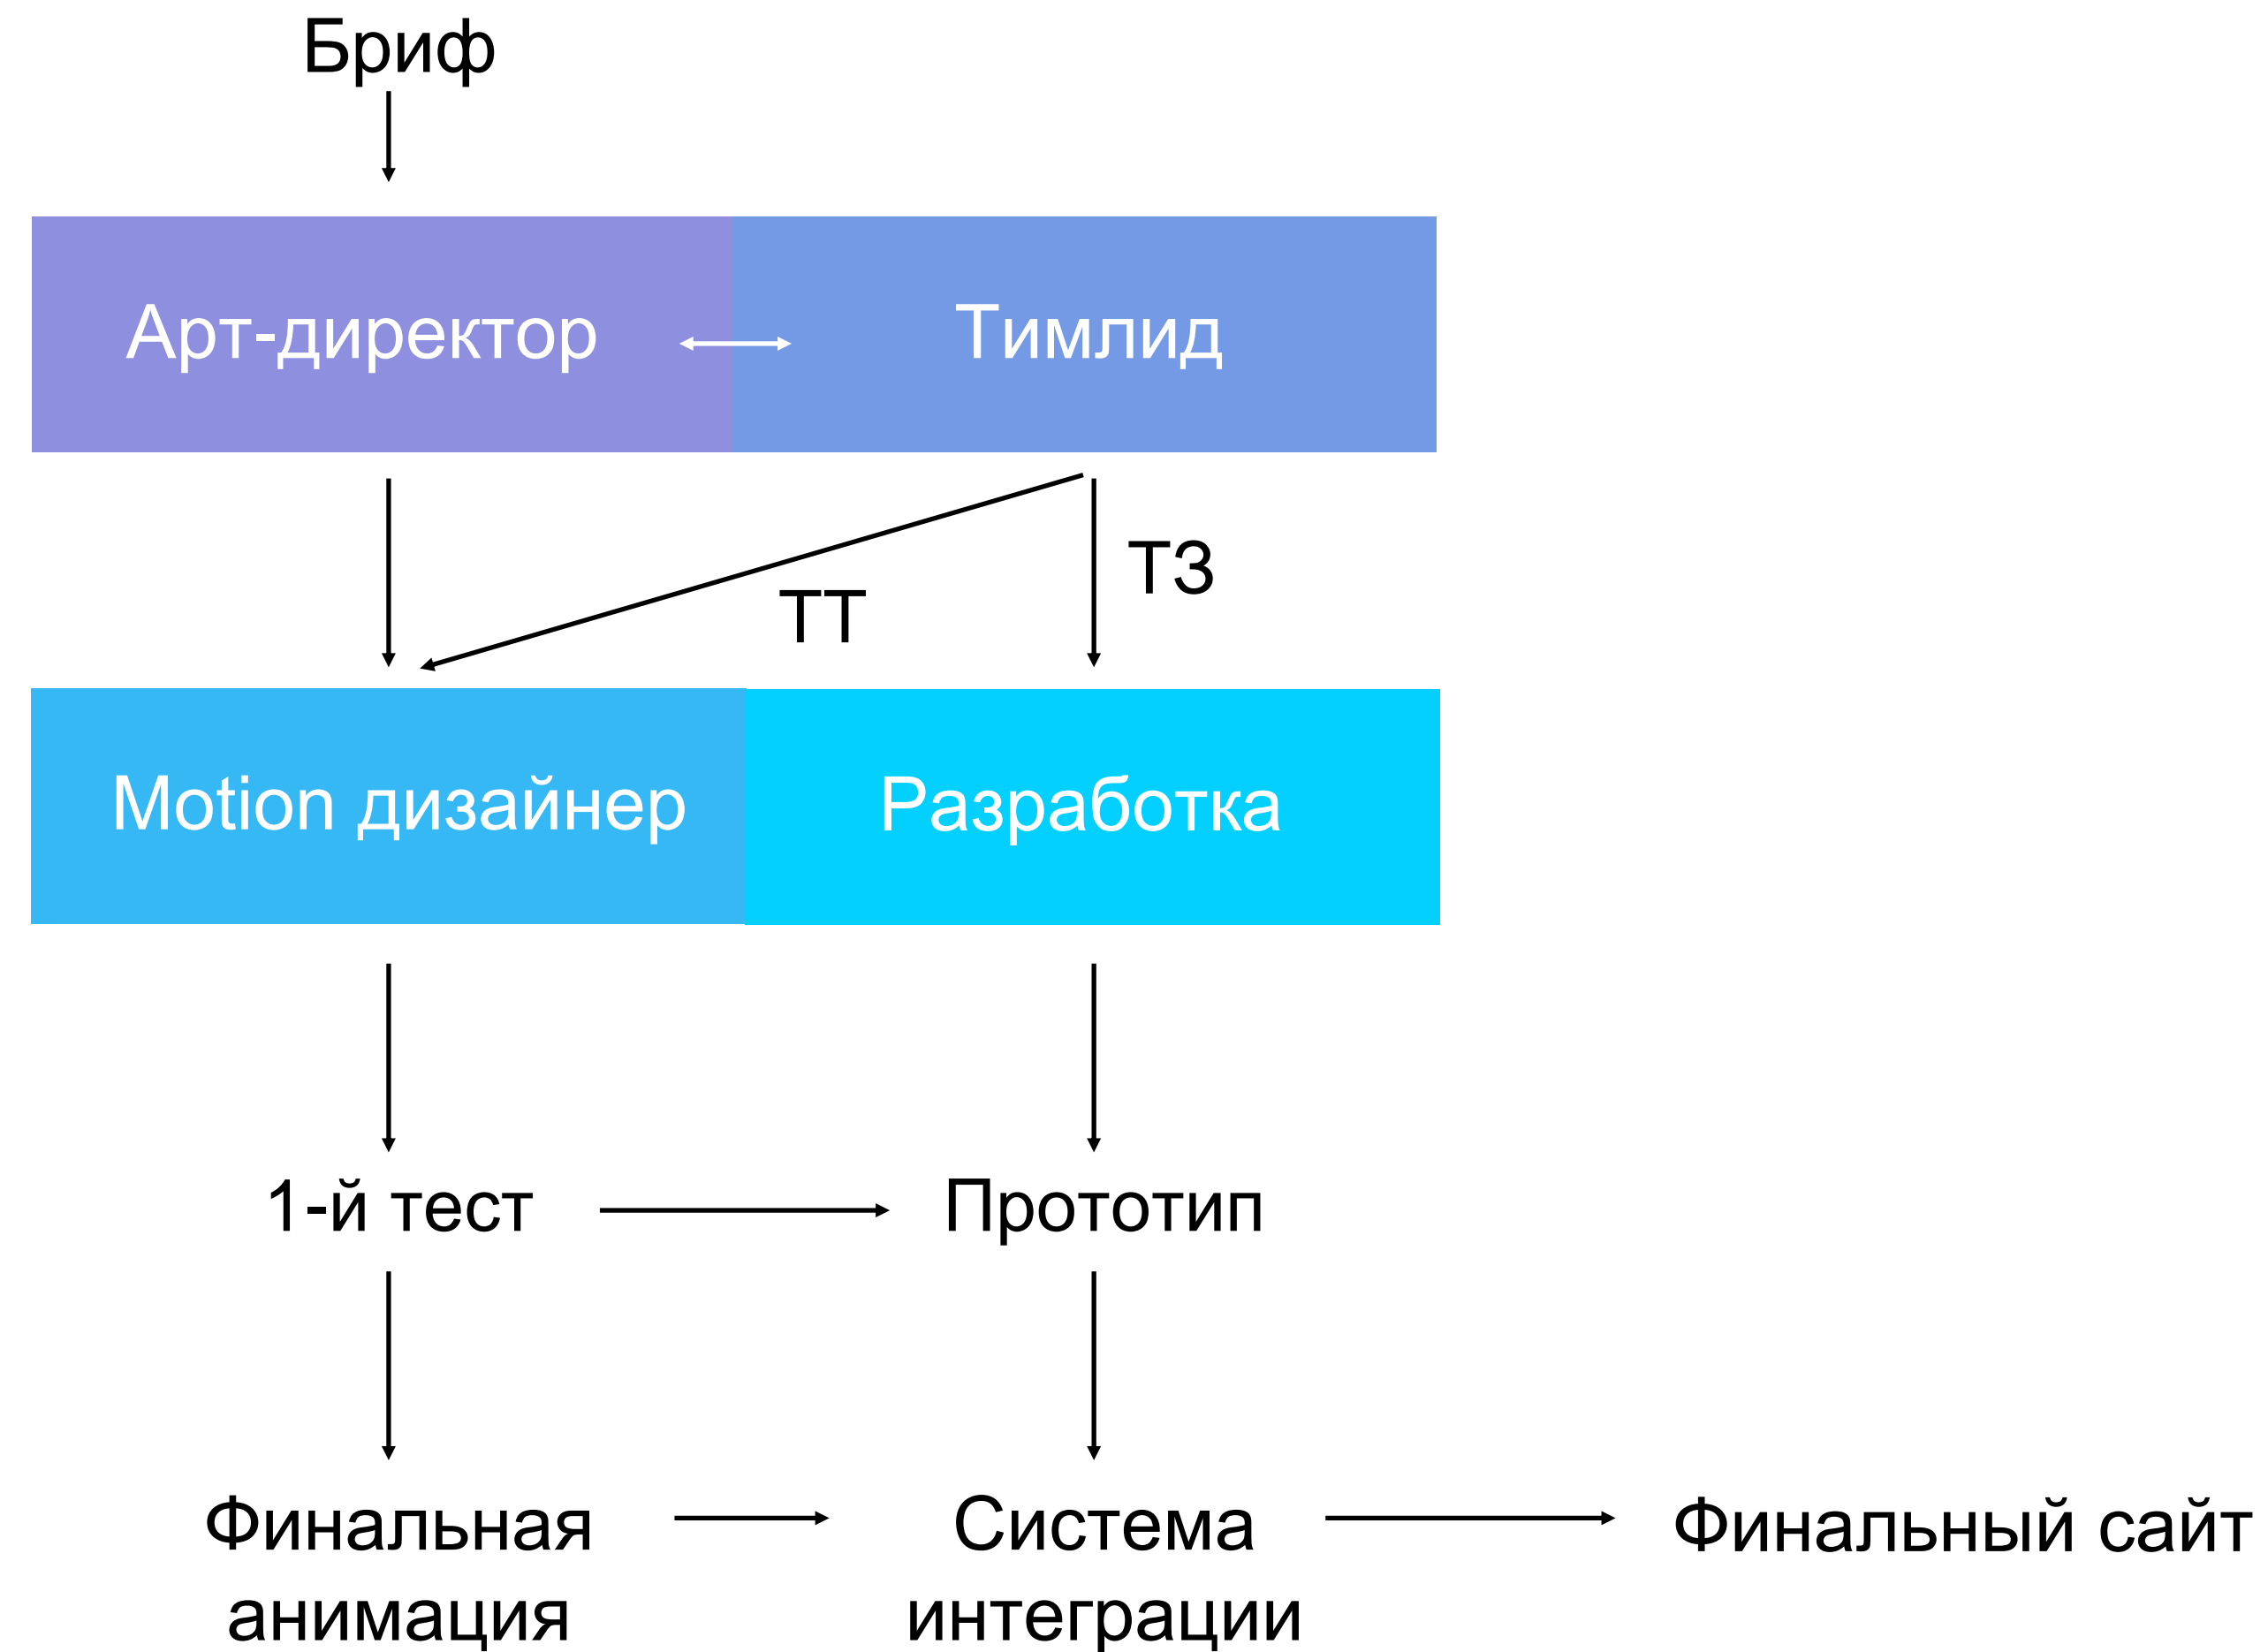 Бриф
Арт-директор
Тимлид
ТЗ
ТТ
Motion дизайнер
Разработка
1-й тест
Прототип
Финальная
анимация
Система
интеграции
Финальный сайт